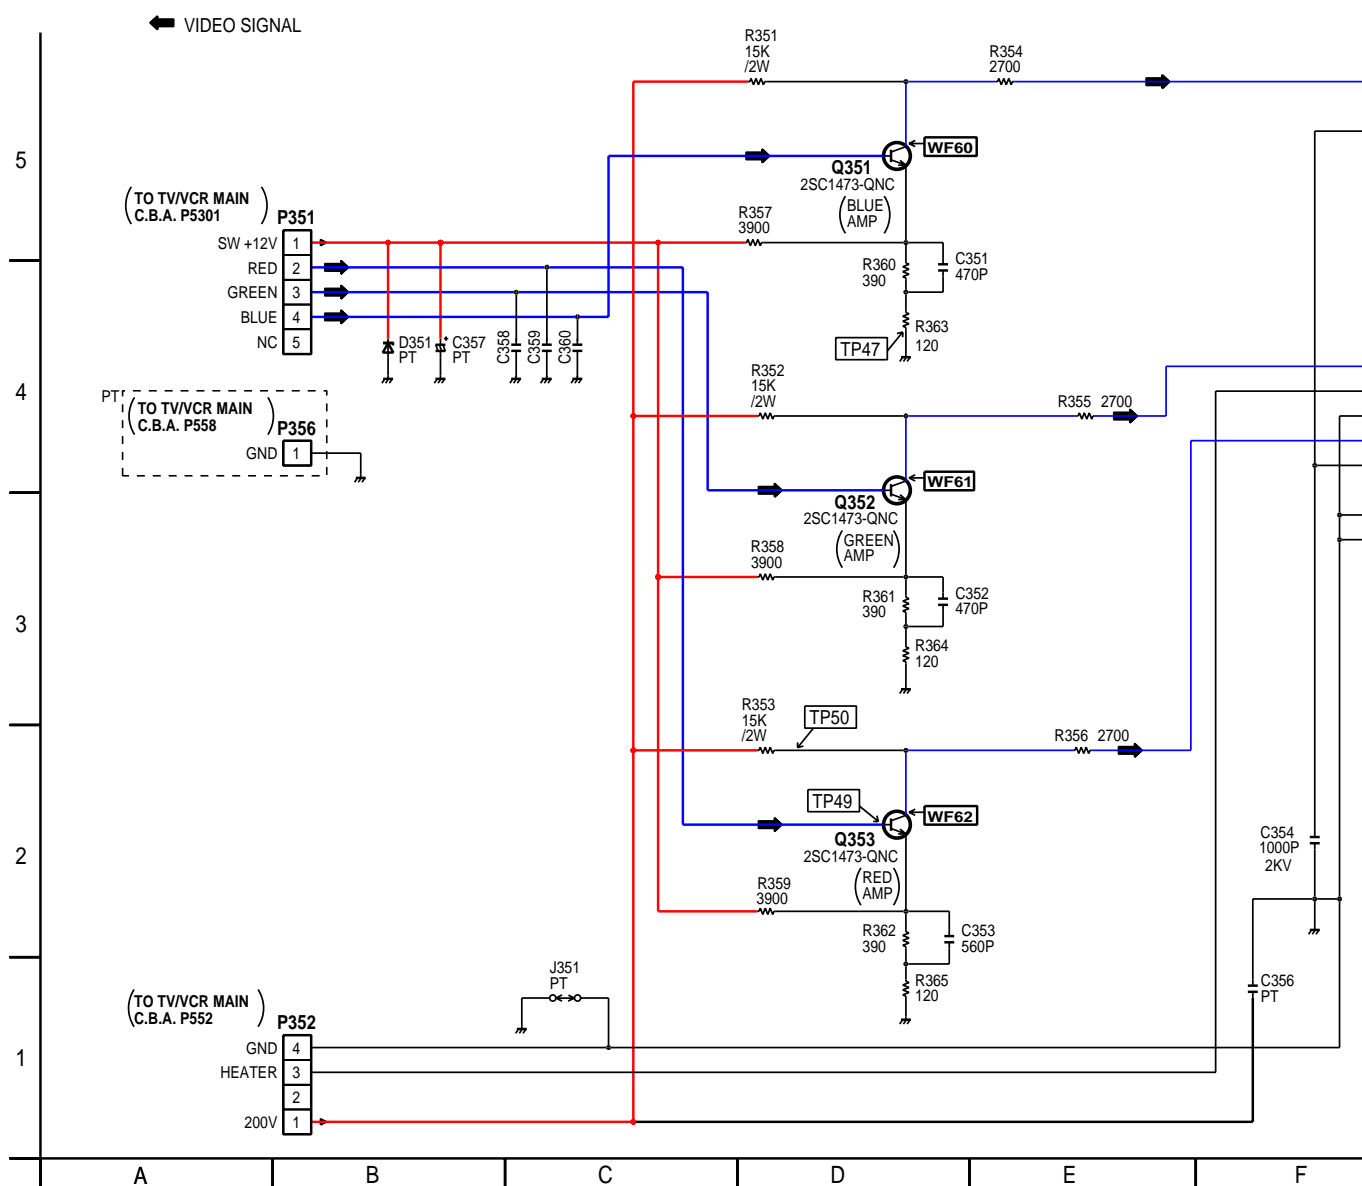 VIDEO SIGNAL
R351
15K
/2W
R354
2700
5
WF60
Q351
2SC1473-QNC
(BLUE
AMP)
(TO TV/VCR MAIN
C.B.A. P5301)
P351
R357
3900
SW +12V 1
RED 2
GREEN 3
BLUE 4
NC 5
R360
390
C351
470P
R363
120
TP47
D351
PT
C357
PT
C358
C359
C360
R352
15K
/2W
4
PT
(TO TV/VCR MAIN
C.B.A. P558)
P356
GND 1
R355 2700
WF61
Q352
2SC1473-QNC
(GREEN
AMP)
R358
3900
R361
390
C352
470P
3
R364
120
R353
15K
/2W
TP50
R356 2700
TP49
WF62
Q353
2SC1473-QNC
(RED
AMP)
C354
1000P
2KV
2
R359
3900
R362
390
C353
560P
R365
120
J351
PT
C356
PT
(TO TV/VCR MAIN
C.B.A. P552)
P352
GND 4
HEATER 3
2
200V 1
1
A B C D E F